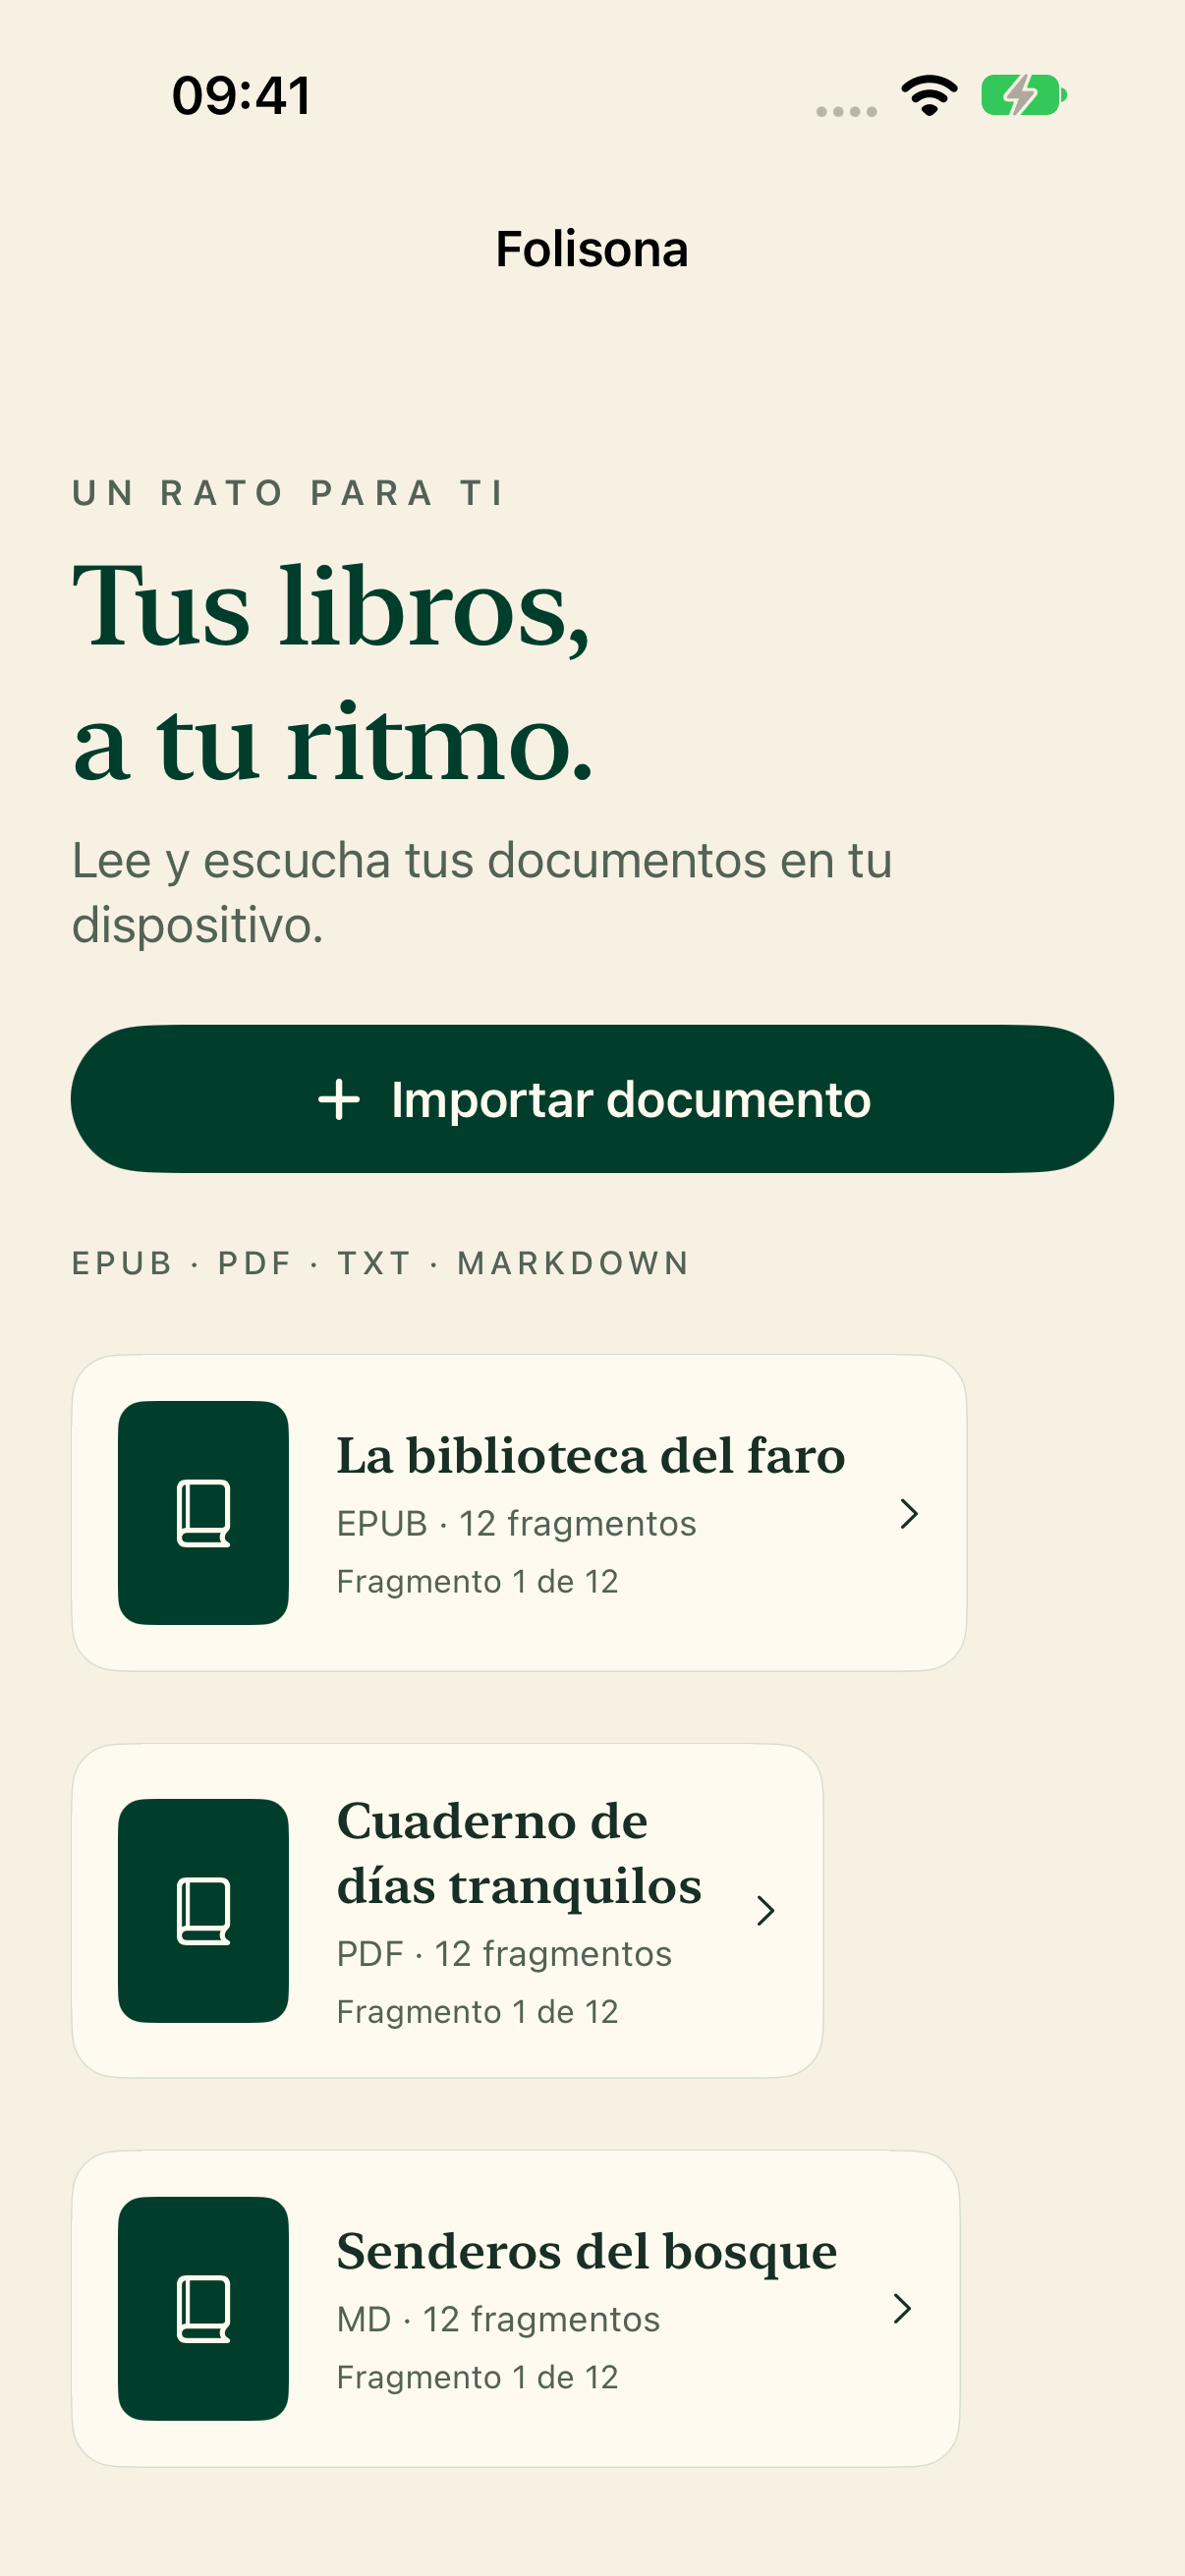 09:41
Folisona
UN RATO PARA TI
Tus libros,
a tu ritmo.
Lee y escucha tus documentos en tu
dispositivo.
+ Importar documento
EPUB · PDF · TXT · MARKDOWN
La biblioteca del faro
EPUB · 12 fragmentos
Fragmento 1 de 12
Cuaderno de
días tranquilos
PDF · 12 fragmentos
Fragmento 1 de 12
Senderos del bosque
MD · 12 fragmentos
Fragmento 1 de 12